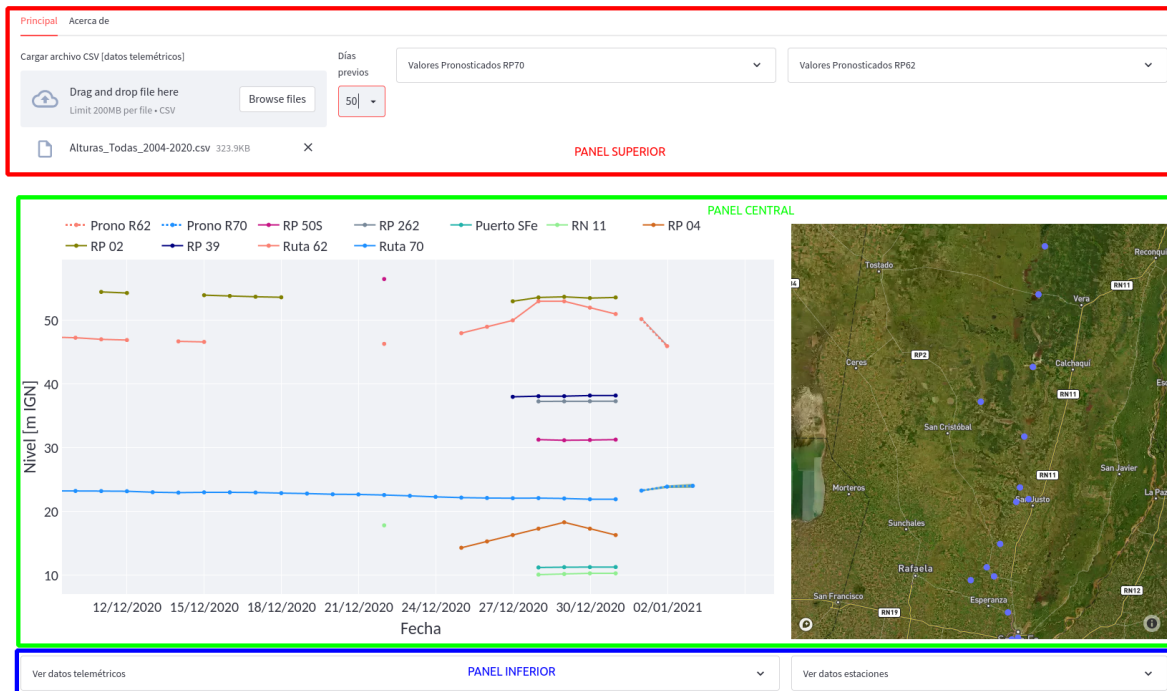 Principal Acerca de
Cargar archivo CSV [datos telemétricos]
Drag and drop file here
Limit 200MB per file • CSV
Browse files
Alturas_Todas_2004-2020.csv 323.9KB
Días
previos
50
Valores Pronosticados RP70
Valores Pronosticados RP62
PANEL SUPERIOR
PANEL CENTRAL
Prono R62 Prono R70 RP 50S RP 262 Puerto SFe RN 11 RP 04
RP 02 RP 39 Ruta 62 Ruta 70
Nivel [m IGN]
50
40
30
20
10
12/12/2020 15/12/2020 18/12/2020 21/12/2020 24/12/2020 27/12/2020 30/12/2020 02/01/2021
Fecha
Tostado
RN11
Vera
RP2
Ceres
Calchaqui
RN11
San Cristóbal
RN11
San Javier
Morteros
San Justo
Sunchales
Rafaela
RN12
San Francisco
Esperanza
RN19
PANEL INFERIOR
Ver datos telemétricos
Ver datos estaciones